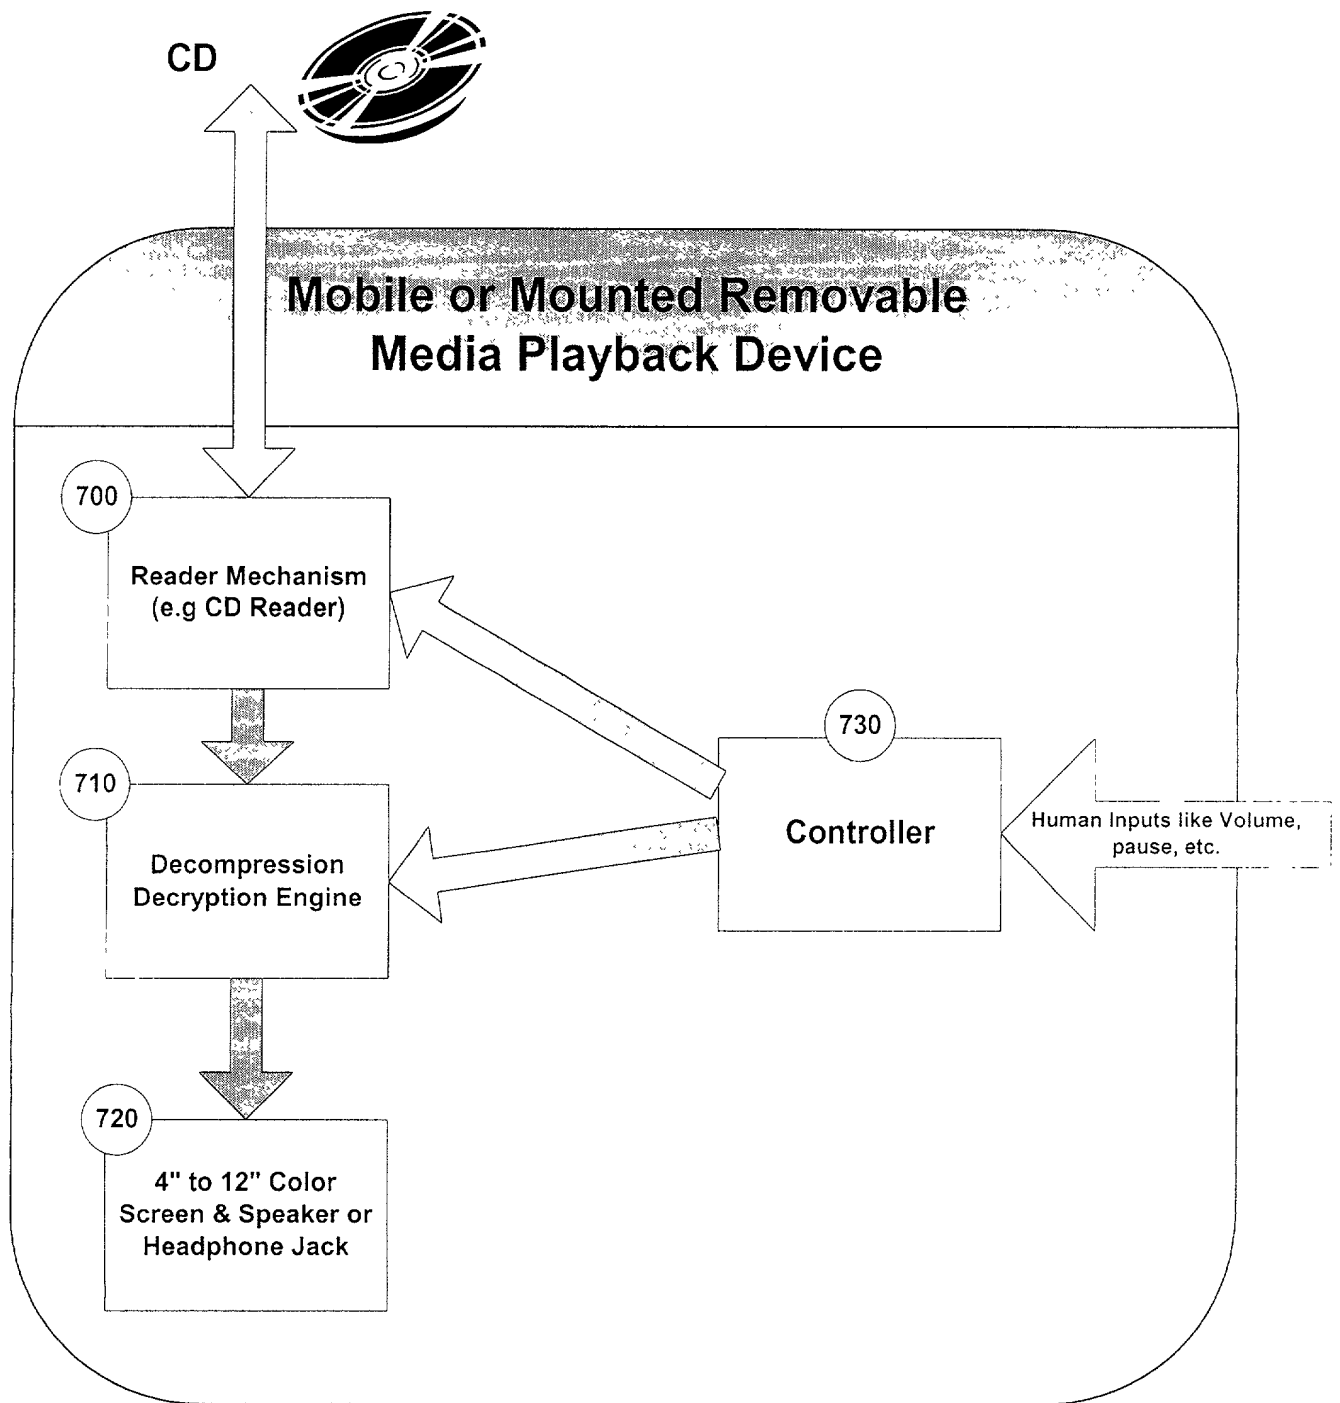 CD
Mobile or Mounted Removable
Media Playback Device
700
Reader Mechanism
(e.g CD Reader)
730
710
Controller
Human Inputs like Volume,
pause, etc.
Decompression
Decryption Engine
720
4" to 12" Color
Screen & Speaker or
Headphone Jack